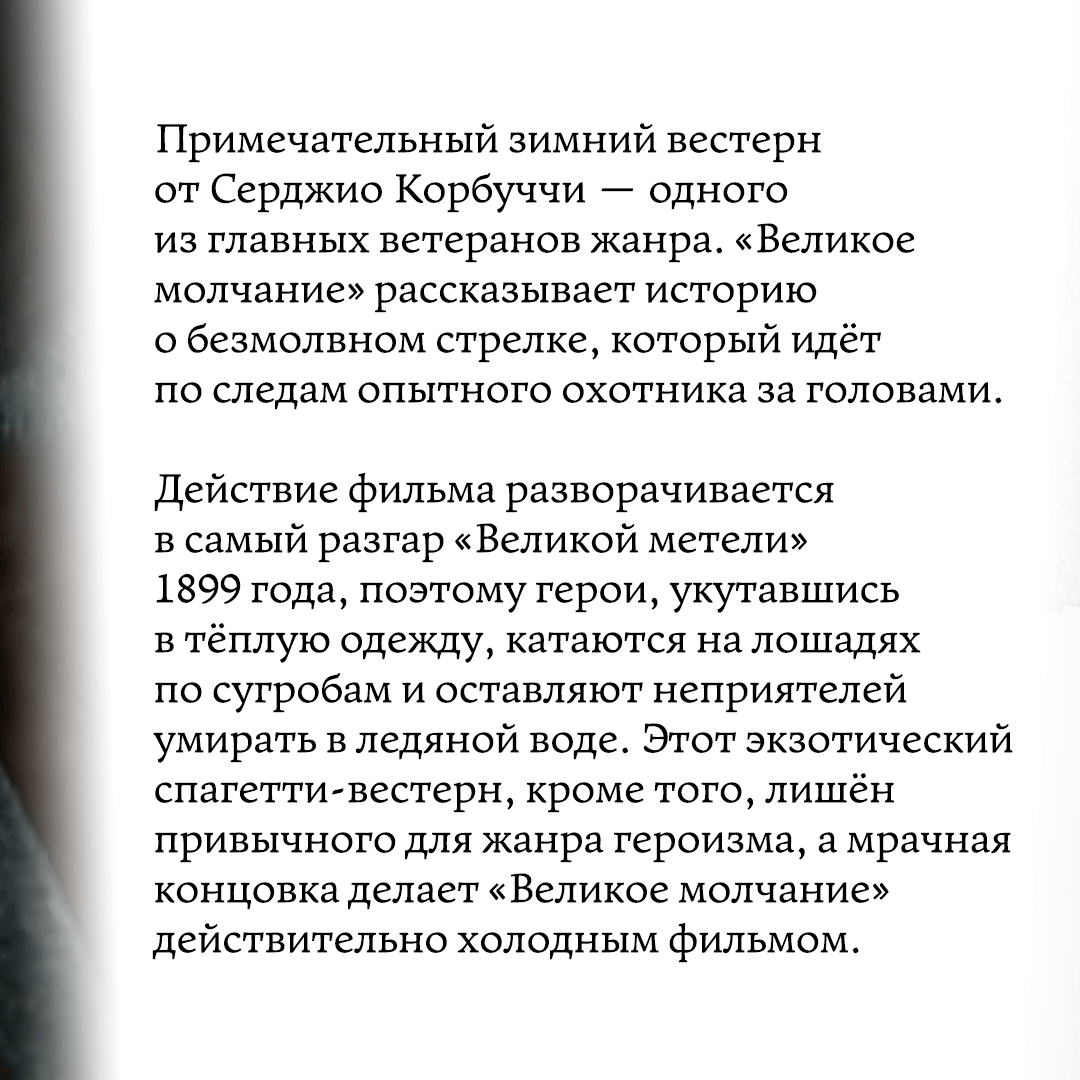 Примечательный зимний вестерн
от Серджио Корбуччи — одного
из главных ветеранов жанра. «Великое
молчание» рассказывает историю
о безмолвном стрелке, который идёт
по следам опытного охотника за головами.
Действие фильма разворачивается
в самый разгар «Великой метели»
1899 года, поэтому герои, укутавшись
в тёплую одежду, катаются на лошадях
по сугробам и оставляют неприятелей
умирать в ледяной воде. Этот экзотический
спагетти-вестерн, кроме того, лишён
привычного для жанра героизма, а мрачная
концовка делает «Великое молчание»
действительно холодным фильмом.